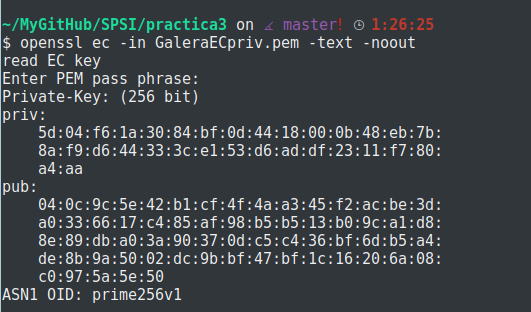 ~/MyGitHub/SPSI/practica3 on master! 1:26:25
$ openssl ec -in GaleraECpriv.pem -text -noout
read EC key
Enter PEM pass phrase:
Private-Key: (256 bit)
priv:
    5d:04:f6:1a:30:84:bf:0d:44:18:00:0b:48:eb:7b:
    8a:f9:d6:44:33:3c:e1:53:d6:ad:df:23:11:f7:80:
    a4:aa
pub:
    04:0c:9c:5e:42:b1:cf:4f:4a:a3:45:f2:ac:be:3d:
    a0:33:66:17:c4:85:af:98:b5:b5:13:b0:9c:a1:d8:
    8e:89:db:a0:3a:90:37:0d:c5:c4:36:bf:6d:b5:a4:
    de:8b:9a:50:02:dc:9b:bf:47:bf:1c:16:20:6a:08:
    c0:97:5a:5e:50
ASN1 OID: prime256v1